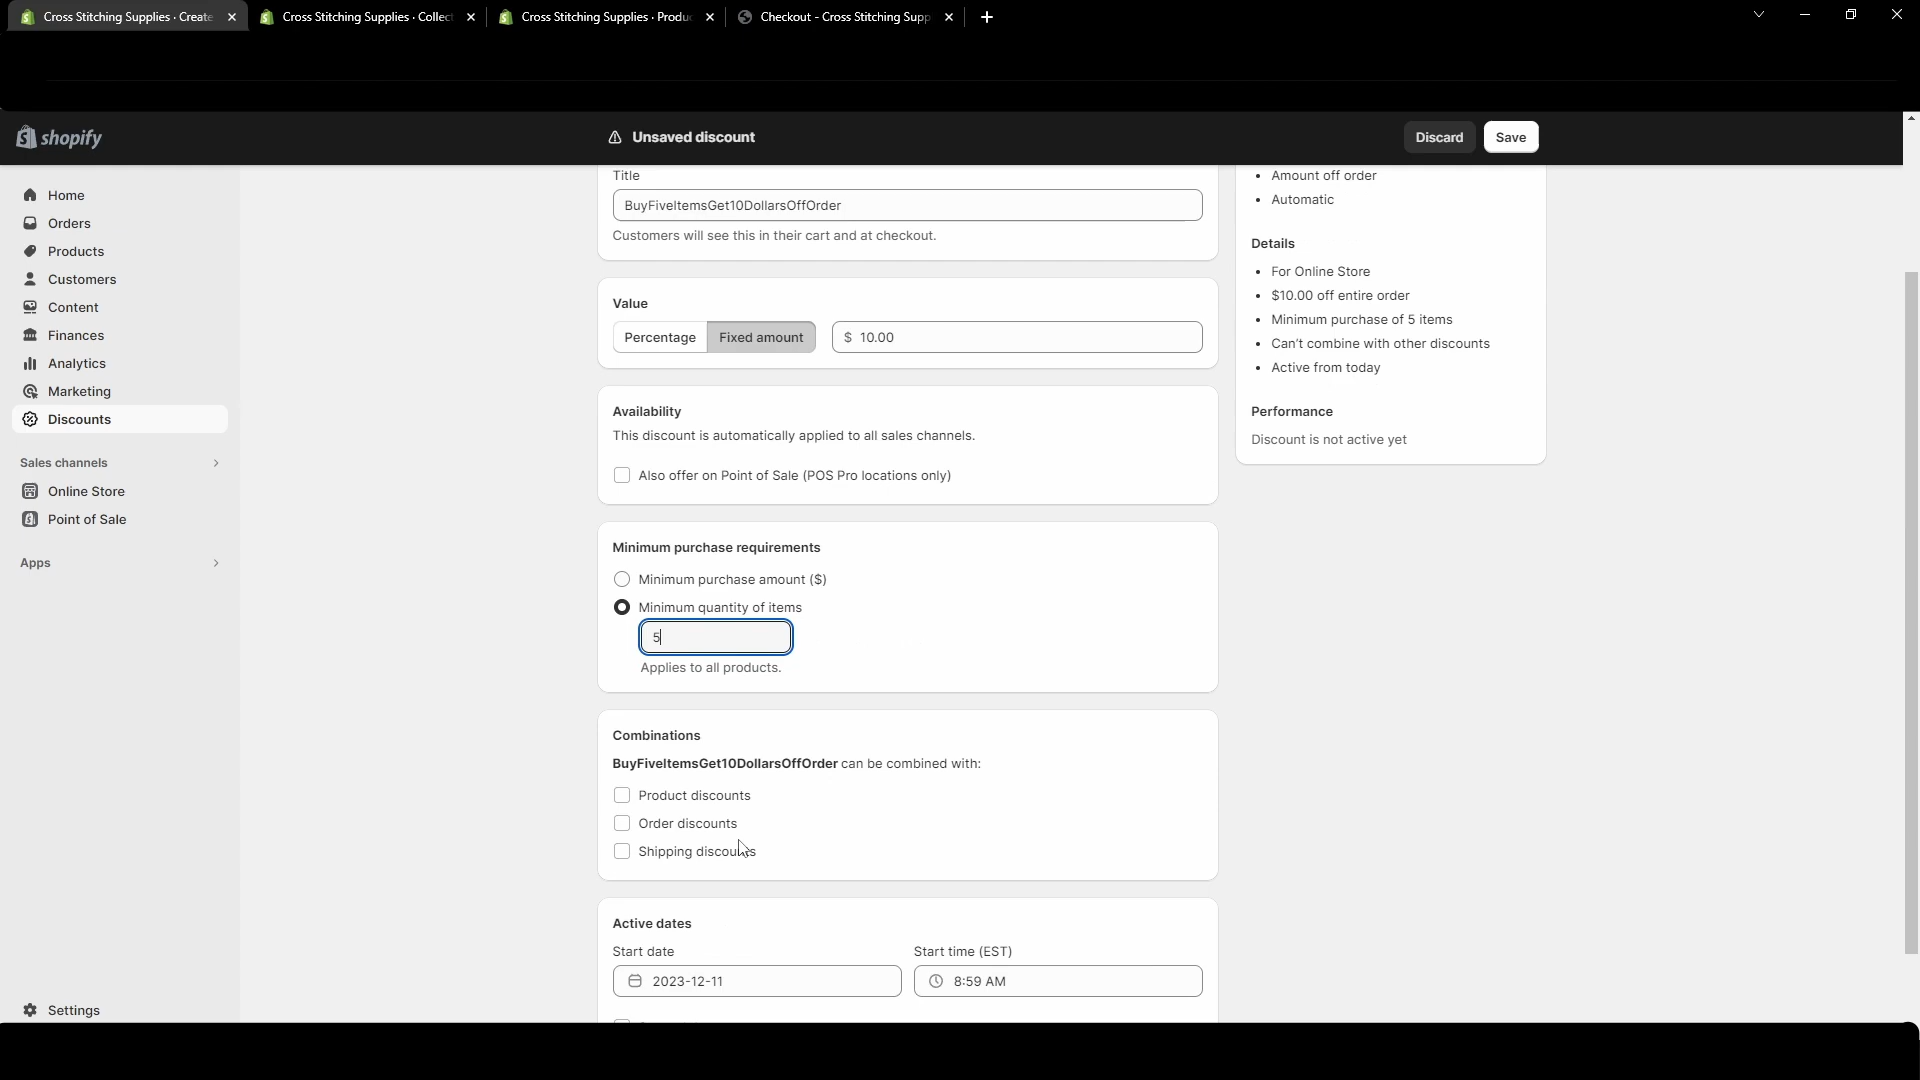 Cross Stitching Supplies · Create
Cross Stitching Supplies · Collec
Cross Stitching Supplies · Produc
Checkout - Cross Stitching Supp
shopify
Unsaved discount
Discard
Save
Home
Orders
Products
Customers
Content
Finances
Analytics
Marketing
Discounts
Sales channels
Online Store
Point of Sale
Apps
Settings
Title
BuyFiveItemsGet10DollarsOffOrder
Customers will see this in their cart and at checkout.
Value
Percentage
Fixed amount
$ 10.00
Availability
This discount is automatically applied to all sales channels.
Also offer on Point of Sale (POS Pro locations only)
Minimum purchase requirements
Minimum purchase amount ($)
Minimum quantity of items
5
Applies to all products.
Combinations
BuyFiveItemsGet10DollarsOffOrder can be combined with:
Product discounts
Order discounts
Shipping discounts
Active dates
Start date
Start time (EST)
2023-12-11
8:59 AM
Amount off order
Automatic
Details
For Online Store
$10.00 off entire order
Minimum purchase of 5 items
Can't combine with other discounts
Active from today
Performance
Discount is not active yet